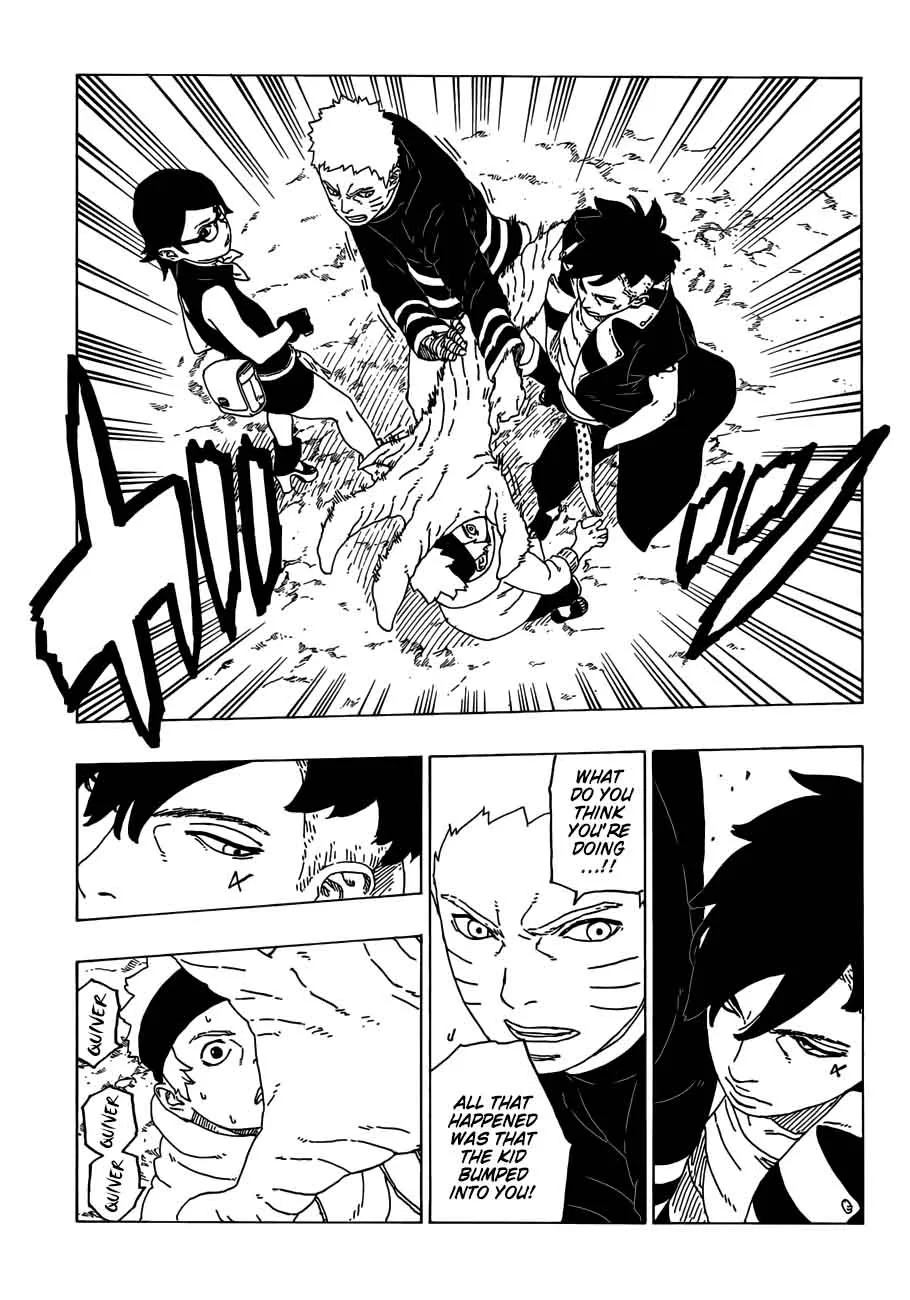 WHAT
DO YOU
THINK
YOU'RE
DOING
...!!
ALL THAT
HAPPENED
WAS THAT
THE KID
BUMPED
INTO YOU!
QUIVER
QUIVER
QUIVER